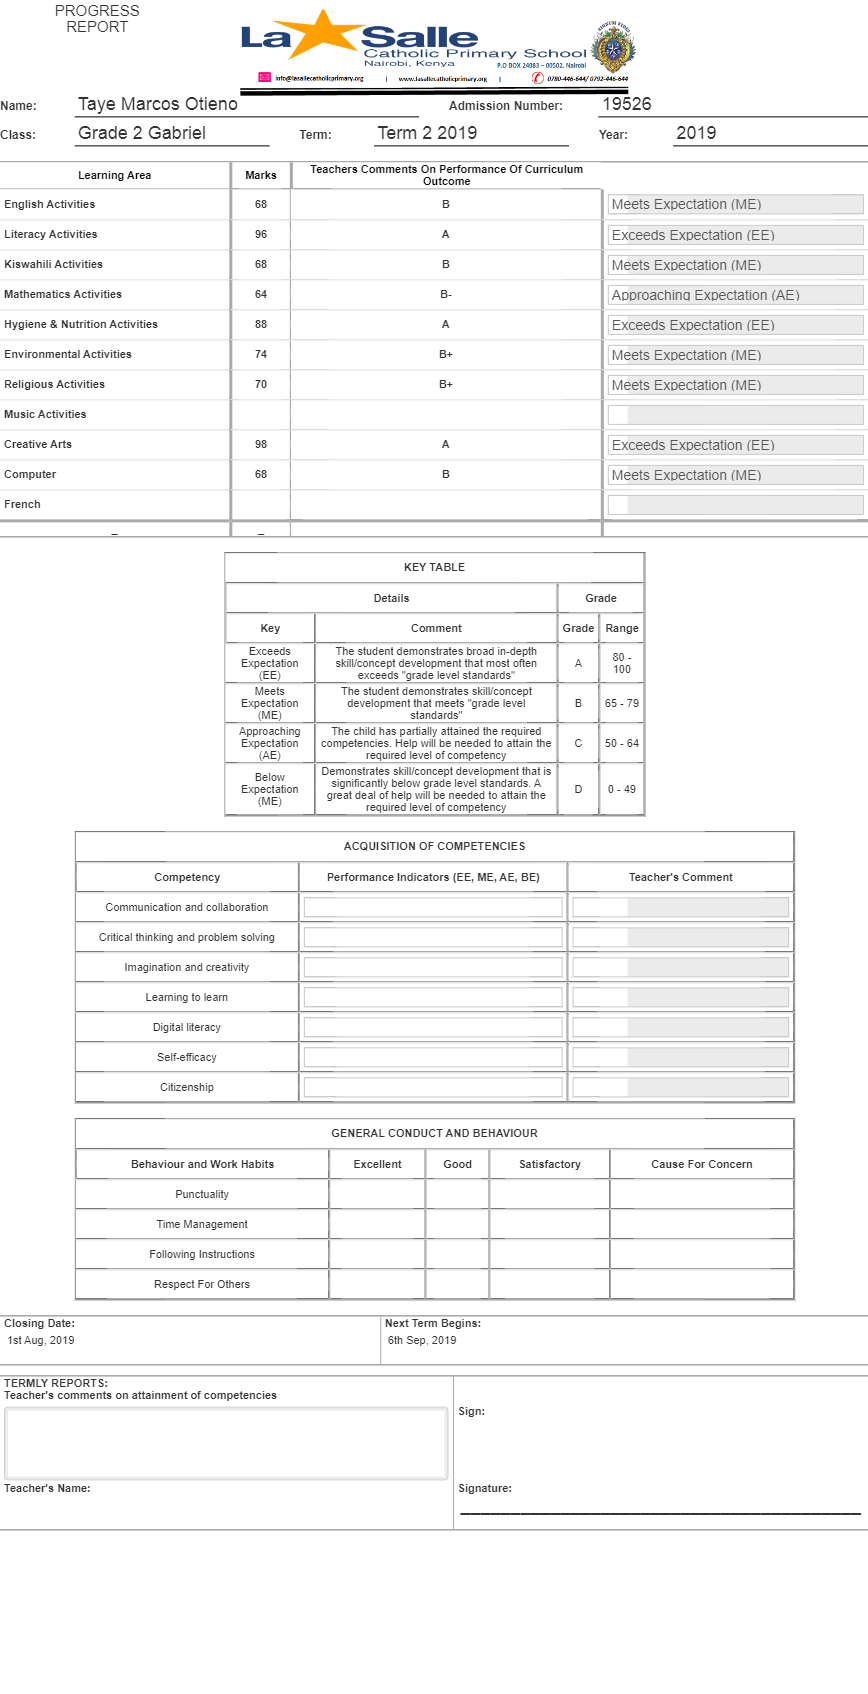 PROGRESS
REPORT
La Salle
Catholic Primary School
Nairobi, Kenya
P.O BOX 24083 – 00502, Nairobi
info@lasallecatholicprimary.org | www.lasallecatholicprimary.org | 0780-446-644/ 0792-446-644
Name: Taye Marcos Otieno Admission Number: 19526
Class: Grade 2 Gabriel Term: Term 2 2019 Year: 2019
Learning Area Marks Teachers Comments On Performance Of Curriculum
Outcome
English Activities 68 B Meets Expectation (ME)
Literacy Activities 96 A Exceeds Expectation (EE)
Kiswahili Activities 68 B Meets Expectation (ME)
Mathematics Activities 64 B- Approaching Expectation (AE)
Hygiene & Nutrition Activities 88 A Exceeds Expectation (EE)
Environmental Activities 74 B+ Meets Expectation (ME)
Religious Activities 70 B+ Meets Expectation (ME)
Music Activities
Creative Arts 98 A Exceeds Expectation (EE)
Computer 68 B Meets Expectation (ME)
French
KEY TABLE
Details Grade
Key Comment Grade Range
Exceeds
Expectation
(EE)
The student demonstrates broad in-depth
skill/concept development that most often
exceeds "grade level standards"
A
80 -
100
Meets
Expectation
(ME)
The student demonstrates skill/concept
development that meets "grade level
standards"
B
65 - 79
Approaching
Expectation
(AE)
The child has partially attained the required
competencies. Help will be needed to attain the
required level of competency
C
50 - 64
Below
Expectation
(ME)
Demonstrates skill/concept development that is
significantly below grade level standards. A
great deal of help will be needed to attain the
required level of competency
D
0 - 49
ACQUISITION OF COMPETENCIES
Competency Performance Indicators (EE, ME, AE, BE) Teacher's Comment
Communication and collaboration
Critical thinking and problem solving
Imagination and creativity
Learning to learn
Digital literacy
Self-efficacy
Citizenship
GENERAL CONDUCT AND BEHAVIOUR
Behaviour and Work Habits Excellent Good Satisfactory Cause For Concern
Punctuality
Time Management
Following Instructions
Respect For Others
Closing Date: Next Term Begins:
1st Aug, 2019 6th Sep, 2019
TERMLY REPORTS:
Teacher's comments on attainment of competencies
Sign:
Teacher's Name: Signature: